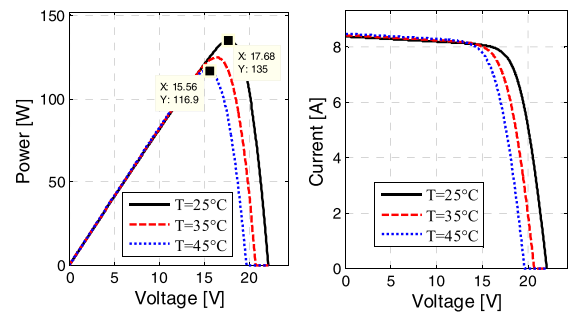 150
100
50
0
Power [W]
X: 17.68
Y: 135
X: 15.56
Y: 116.9
T=25°C
T=35°C
T=45°C
0 5 10 15 20
Voltage [V]
8
6
4
2
0
Current [A]
T=25°C
T=35°C
T=45°C
0 5 10 15 20
Voltage [V]